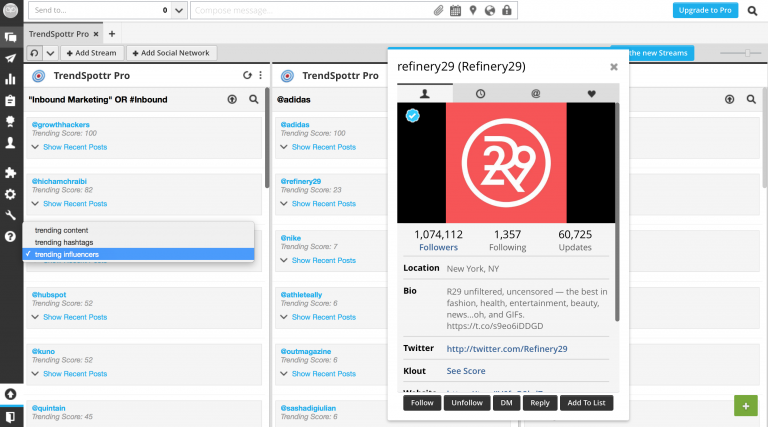 Send to...
0
Compose message...
Upgrade to Pro
TrendSpottr Pro
+ Add Stream
+ Add Social Network
the new Streams
TrendSpottr Pro
"Inbound Marketing" OR #Inbound
@growthhackers
Trending Score: 100
Show Recent Posts
@hichamchraibi
Trending Score: 82
Show Recent Posts
trending content
trending hashtags
✓ trending influencers
Show Recent Posts
@hubspot
Trending Score: 52
Show Recent Posts
@kuno
Trending Score: 52
Show Recent Posts
@quintain
Trending Score: 45
TrendSpottr Pro
@adidas
@adidas
Trending Score: 100
Show Recent Posts
@refinery29
Trending Score: 23
Show Recent Posts
@nike
Trending Score: 7
Show Recent Posts
@athleteally
Trending Score: 6
Show Recent Posts
@outmagazine
Trending Score: 6
Show Recent Posts
@sashadigiulian
Trending Score: 6
refinery29 (Refinery29)
R29
1,074,112
Followers
1,357
Following
60,725
Updates
Location New York, NY
Bio R29 unfiltered, uncensored — the best in
fashion, health, entertainment, beauty,
news...oh, and GIFs.
https://t.co/s9eo6iDDGD
Twitter http://twitter.com/Refinery29
Klout See Score
Follow
Unfollow
DM
Reply
Add To List